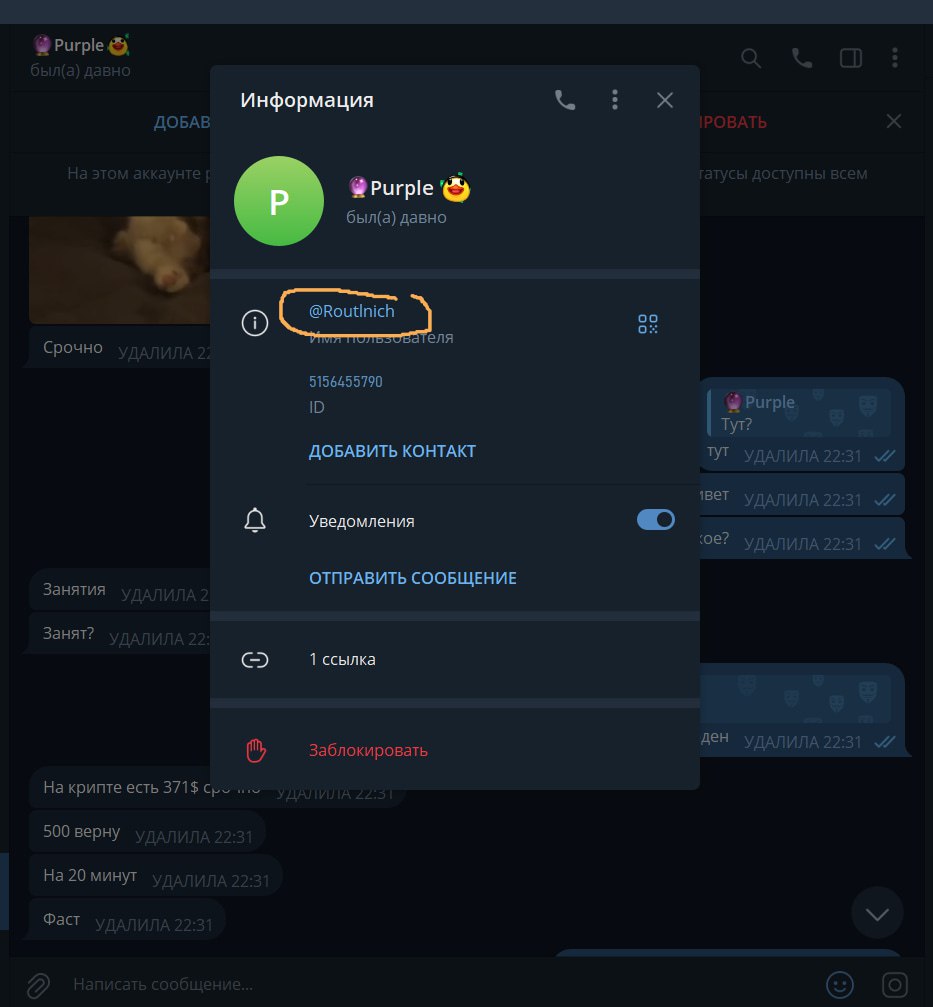 Purple
был(а) давно
Информация
ДОБАВ
ИРОВАТЬ
На этом аккаунте р
татусы доступны всем
P
Purple
был(а) давно
@Routlnich
Имя пользователя
Срочно УДАЛИЛА 22
5156455790
ID
Purple
Тут?
тут УДАЛИЛА 22:31
ДОБАВИТЬ КОНТАКТ
ивет УДАЛИЛА 22:31
Уведомления
кое? УДАЛИЛА 22:31
ОТПРАВИТЬ СООБЩЕНИЕ
Занятия УДАЛИЛА 2
Занят? УДАЛИЛА 22:
1 ссылка
ден УДАЛИЛА 22:31
Заблокировать
На крипте есть 371$ срочно УДАЛИЛА 22:31
500 верну УДАЛИЛА 22:31
На 20 минут УДАЛИЛА 22:31
Фаст УДАЛИЛА 22:31
Написать сообщение...